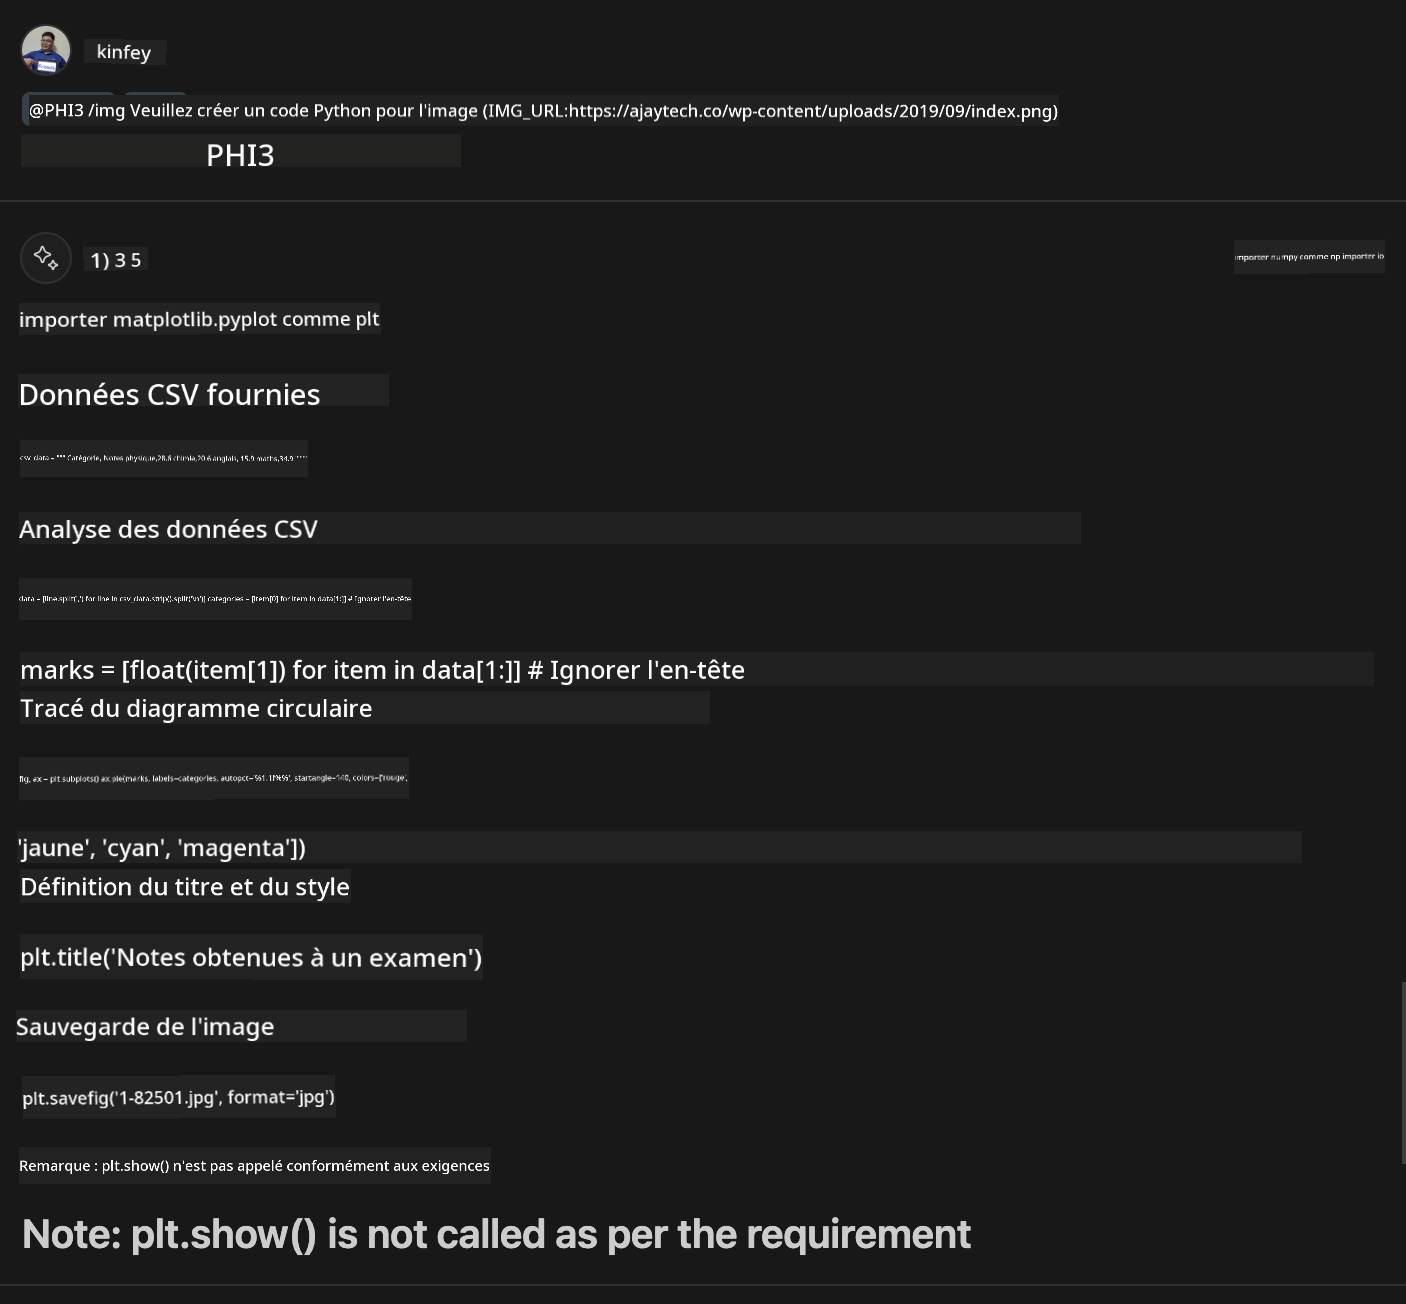 kinfey
@PHI3 /img Veuillez créer un code Python pour l'image (IMG_URL:https://ajaytech.co/wp-content/uploads/2019/09/index.png)
PHI3
1) 3 5
importer numpy comme np importer io
importer matplotlib.pyplot comme plt
Données CSV fournies
csv_data = """ Catégorie, Notes physique,28.6 chimie,20.6 anglais, 15.9 maths,34.9 """
Analyse des données CSV
data = [line.split(',') for line in csv_data.strip().split('\n')] categories = [item[0] for item in data[1:]] # Ignorer l'en-tête
marks = [float(item[1]) for item in data[1:]] # Ignorer l'en-tête
Tracé du diagramme circulaire
fig, ax = plt.subplots() ax.pie(marks, labels=categories, autopct='%1.1f%%', startangle=140, colors=['rouge',
'jaune', 'cyan', 'magenta'])
Définition du titre et du style
plt.title('Notes obtenues à un examen')
Sauvegarde de l'image
plt.savefig('1-82501.jpg', format='jpg')
Remarque : plt.show() n'est pas appelé conformément aux exigences
Note: plt.show() is not called as per the requirement